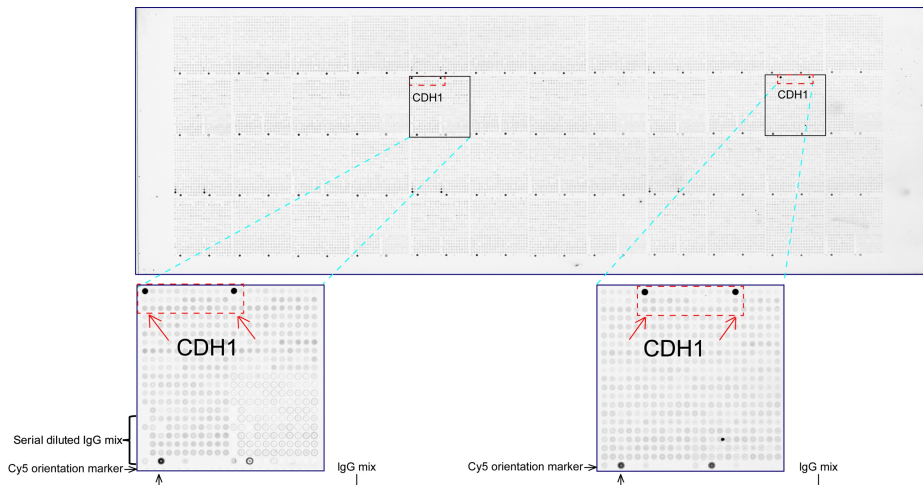 CDH1
CDH1
CDH1
CDH1
Serial diluted IgG mix
Cy5 orientation marker
IgG mix
Cy5 orientation marker
IgG mix